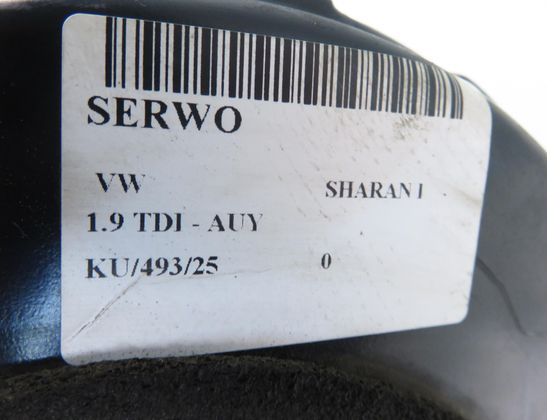 SERWO
VW SHARAN I
1.9 TDI - AUY
KU/493/25 0